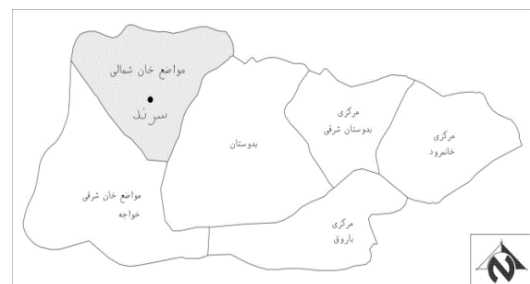 مواضع خان شمالی
سرند
مرکزی
بدوستان شرقی
مرکزی
خانمرود
بدوستان
مواضع خان شرقی
خواجه
مرکزی
باروق
N